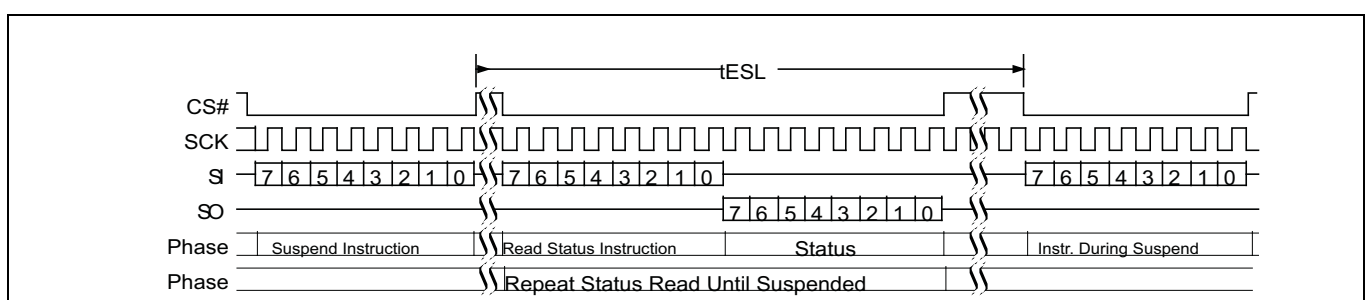 tESL
CS#
SCK
SI 7 6 5 4 3 2 1 0 7 6 5 4 3 2 1 0 7 6 5 4 3 2 1 0
SO 7 6 5 4 3 2 1 0
Phase Suspend Instruction Read Status Instruction Status Instr. During Suspend
Phase Repeat Status Read Until Suspended